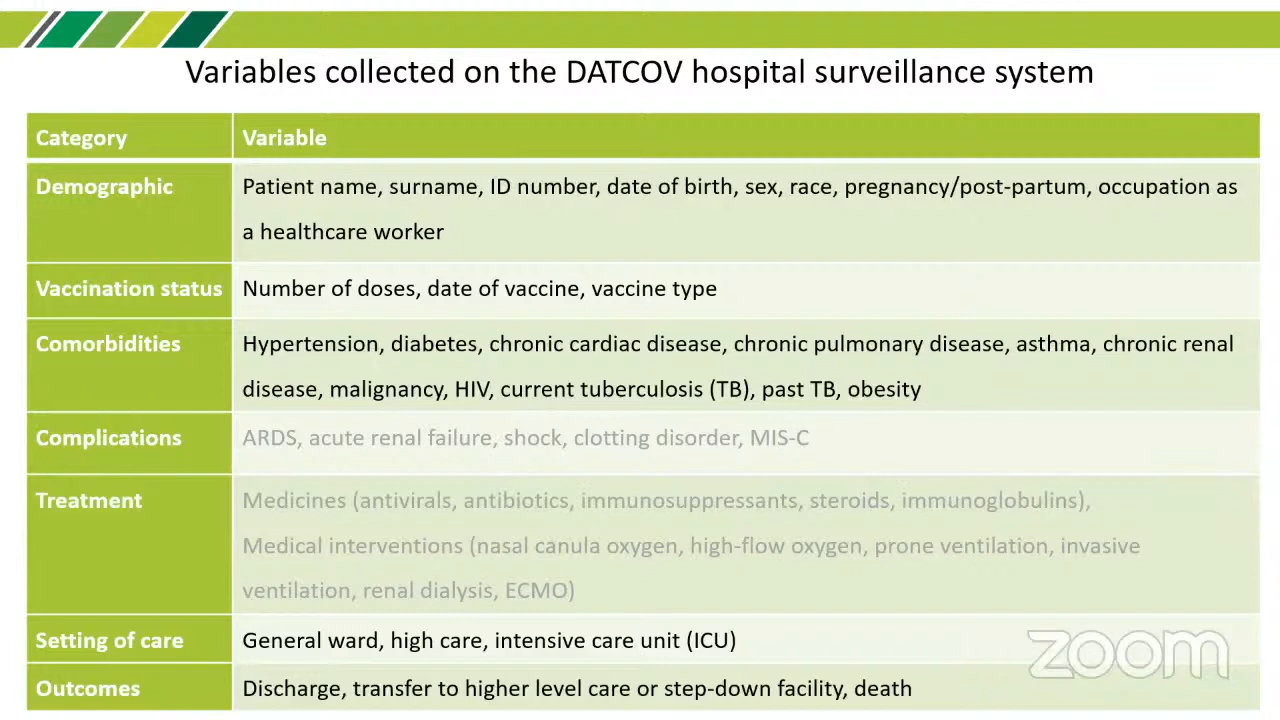 Variables collected on the DATCOV hospital surveillance system
Category Variable
Demographic Patient name, surname, ID number, date of birth, sex, race, pregnancy/post-partum, occupation as
a healthcare worker
Vaccination status Number of doses, date of vaccine, vaccine type
Comorbidities Hypertension, diabetes, chronic cardiac disease, chronic pulmonary disease, asthma, chronic renal
disease, malignancy, HIV, current tuberculosis (TB), past TB, obesity
Complications ARDS, acute renal failure, shock, clotting disorder, MIS-C
Treatment Medicines (antivirals, antibiotics, immunosuppressants, steroids, immunoglobulins),
Medical interventions (nasal canula oxygen, high-flow oxygen, prone ventilation, invasive
ventilation, renal dialysis, ECMO)
Setting of care General ward, high care, intensive care unit (ICU)
zoom
Outcomes Discharge, transfer to higher level care or step-down facility, death